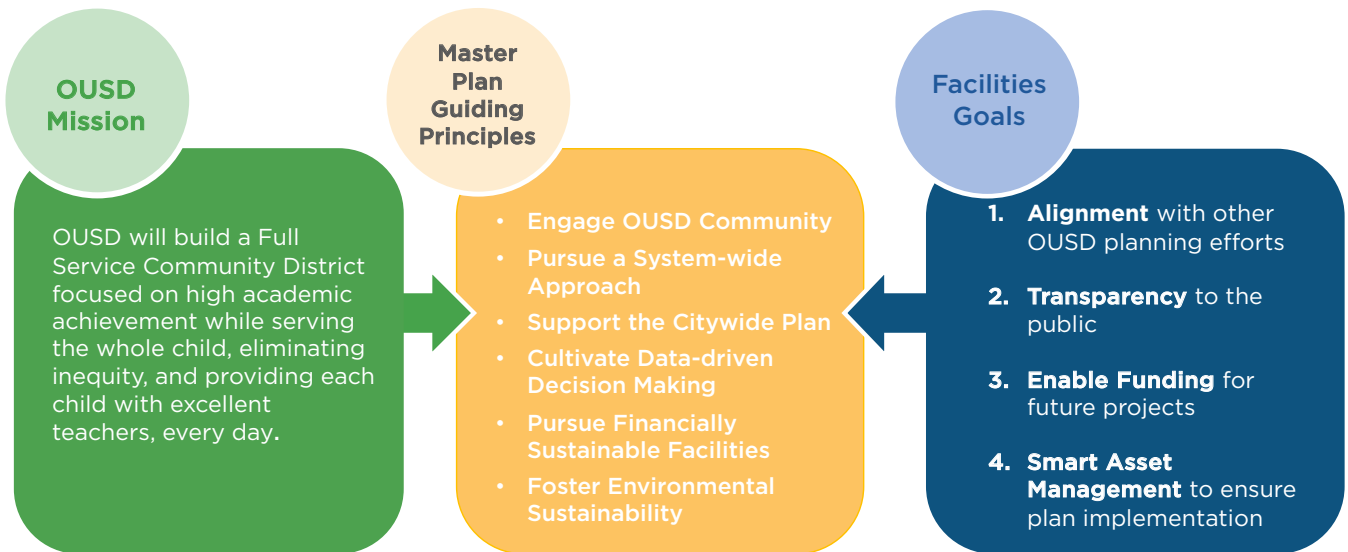 OUSD
Mission
OUSD will build a Full
Service Community District
focused on high academic
achievement while serving
the whole child, eliminating
inequity, and providing each
child with excellent
teachers, every day.
Master
Plan
Guiding
Principles
• Engage OUSD Community
• Pursue a System-wide
Approach
• Support the Citywide Plan
• Cultivate Data-driven
Decision Making
• Pursue Financially
Sustainable Facilities
• Foster Environmental
Sustainability
Facilities
Goals
1. Alignment with other
OUSD planning efforts
2. Transparency to the
public
3. Enable Funding for
future projects
4. Smart Asset
Management to ensure
plan implementation